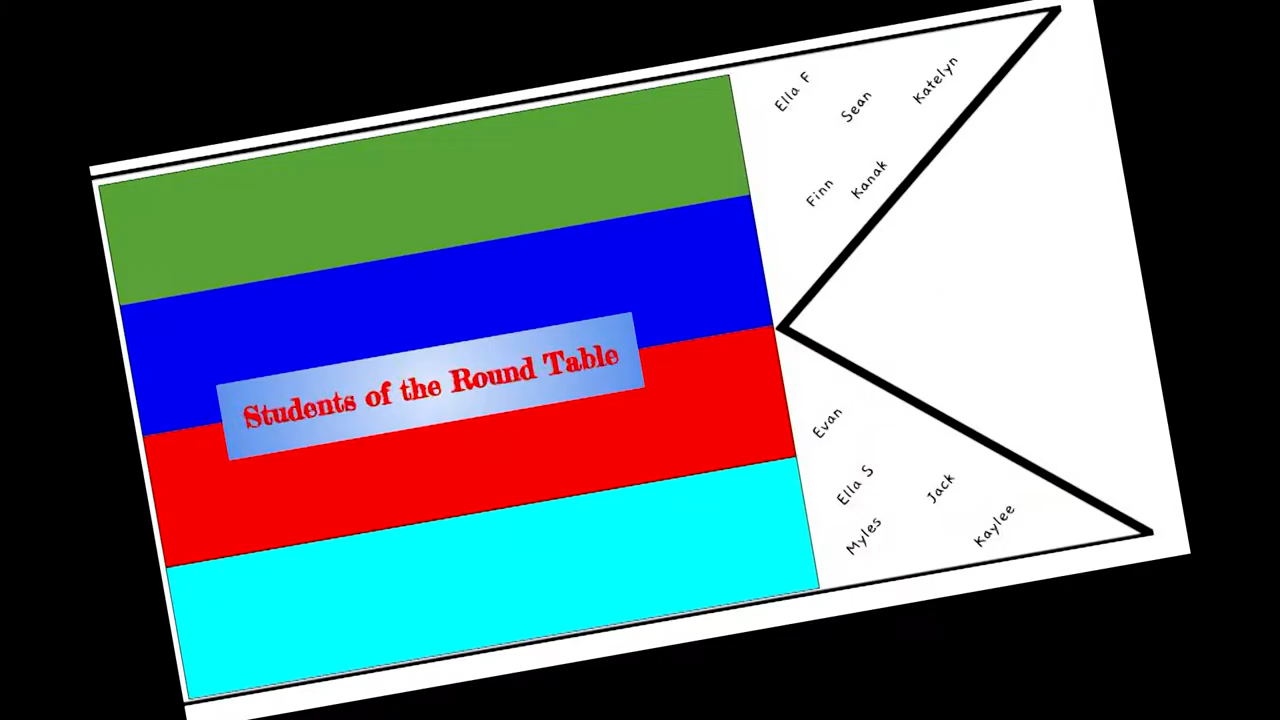 Ella F
Sean
Katelyn
Finn
Kanak
Students of the Round Table
Evan
Ella S
Jack
Myles
Kaylee